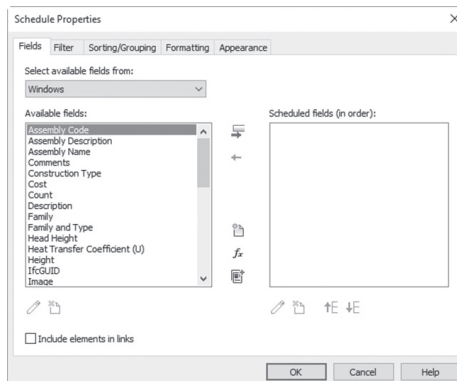 Schedule Properties
Fields Filter Sorting/Grouping Formatting Appearance
Select available fields from:
Windows
Available fields:
Scheduled fields (in order):
Assembly Code
Assembly Description
Assembly Name
Comments
Construction Type
Cost
Count
Description
Family
Family and Type
Head Height
Heat Transfer Coefficient (U)
Height
IfcGUID
Image
fx
Include elements in links
OK Cancel Help